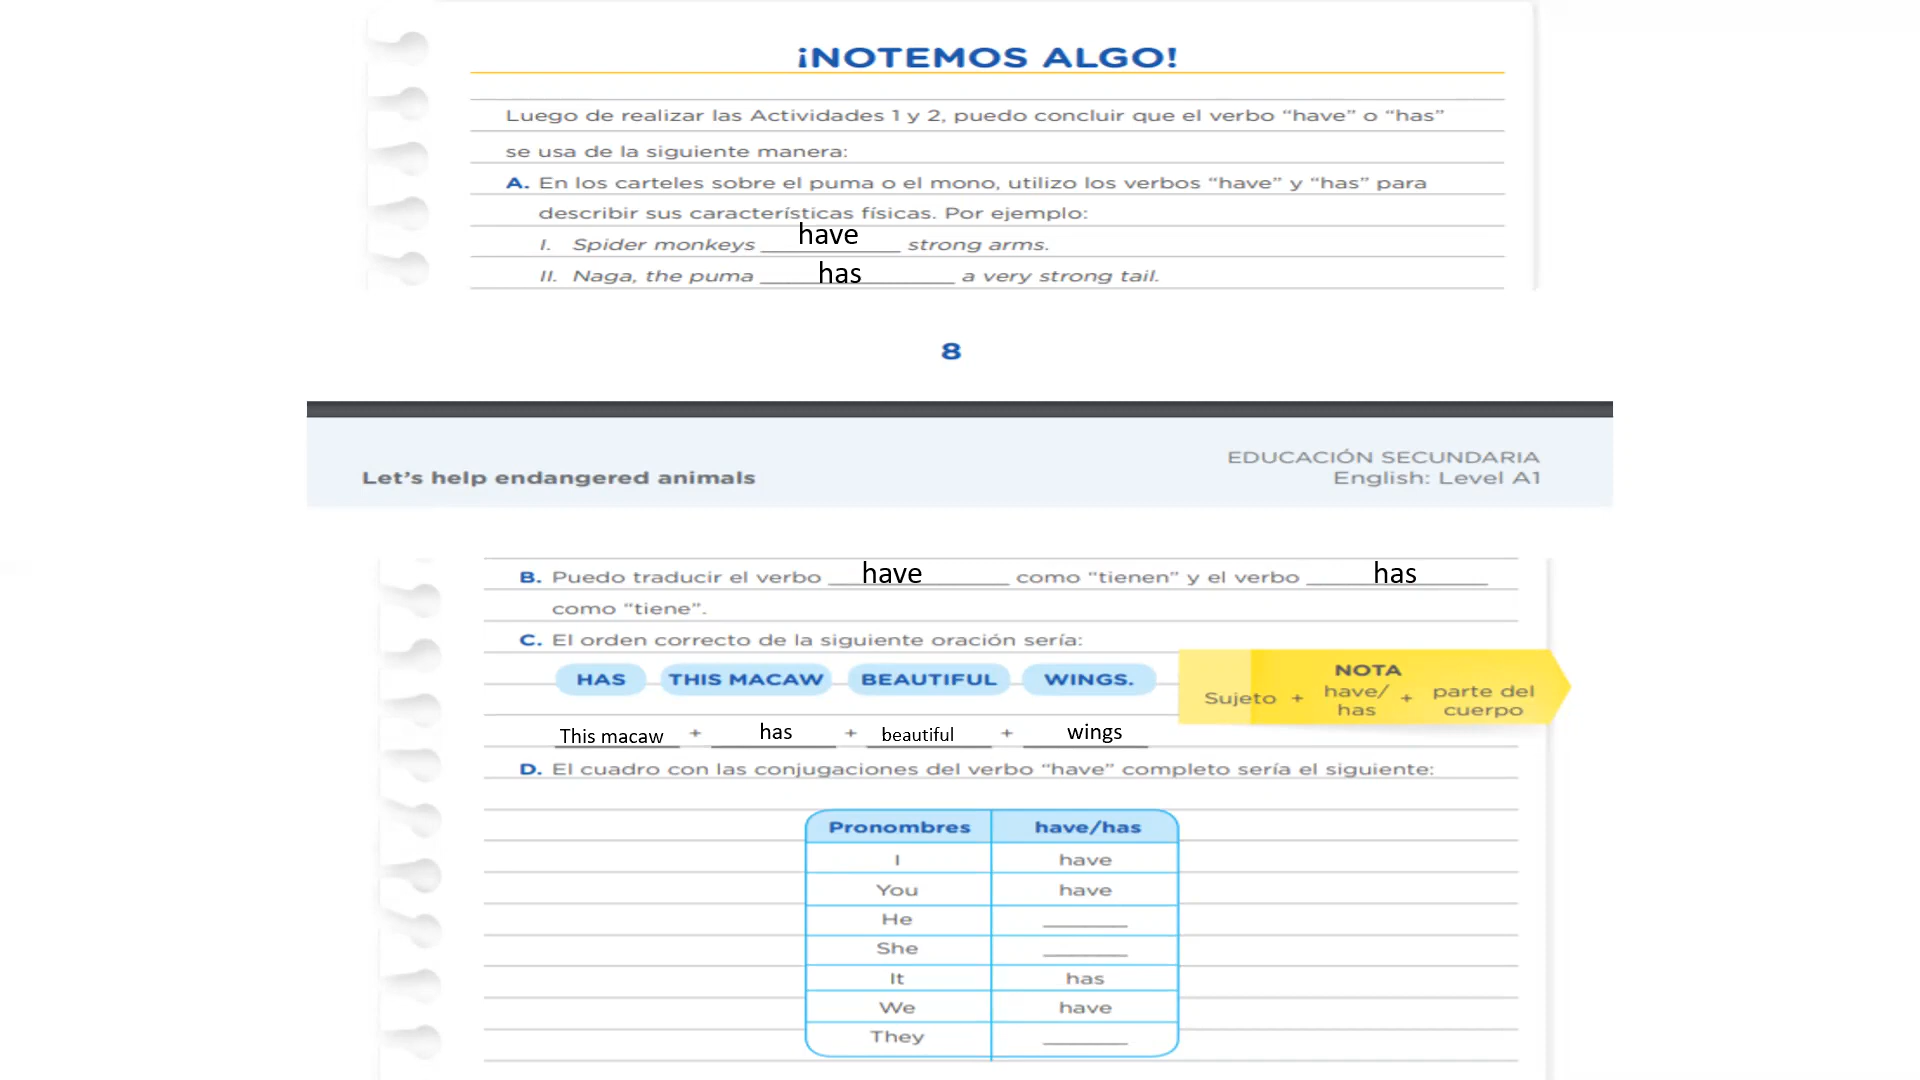 ¡NOTEMOS ALGO!
Luego de realizar las Actividades 1 y 2, puedo concluir que el verbo “have” o “has”
se usa de la siguiente manera:
A. En los carteles sobre el puma o el mono, utilizo los verbos “have” y “has” para
describir sus características físicas. Por ejemplo:
I. Spider monkeys have strong arms.
II. Naga, the puma has a very strong tail.
8
Let’s help endangered animals
EDUCACIÓN SECUNDARIA
English: Level A1
B. Puedo traducir el verbo have como “tienen” y el verbo has
como “tiene”.
C. El orden correcto de la siguiente oración sería:
HAS THIS MACAW BEAUTIFUL WINGS.
NOTA
Sujeto + have/has + parte del cuerpo
This macaw + has + beautiful + wings
D. El cuadro con las conjugaciones del verbo “have” completo sería el siguiente:
Pronombres have/has
I have
You have
He ________
She ________
It has
We have
They ________